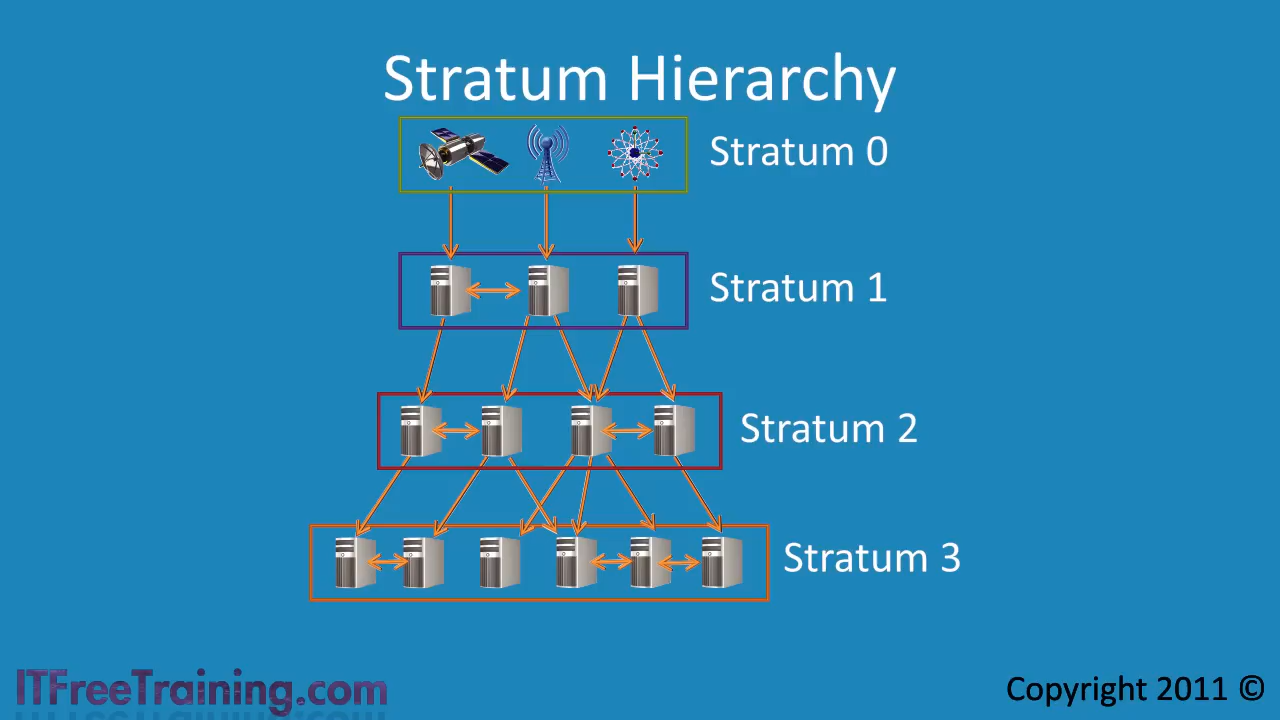 Stratum Hierarchy
Stratum 0
Stratum 1
Stratum 2
Stratum 3
ITFreeTraining.com
Copyright 2011 ©